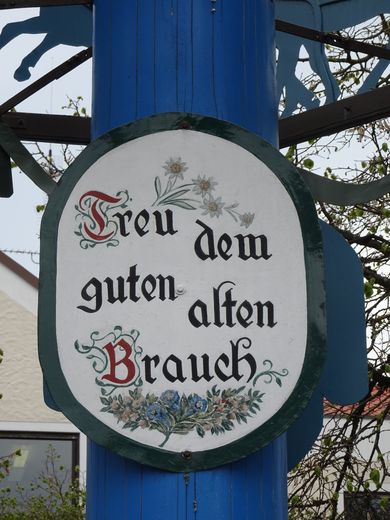 Treu dem
guten alten
Brauch